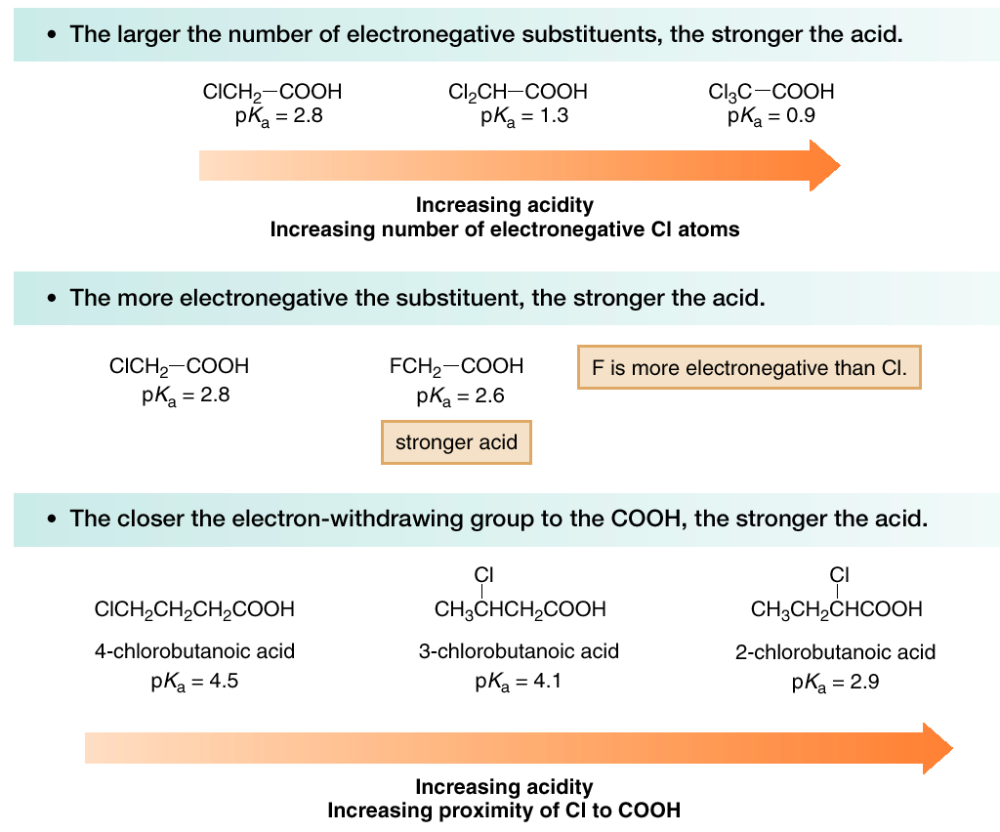 • The larger the number of electronegative substituents, the stronger the acid.
ClCH₂—COOH Cl₂CH—COOH Cl₃C—COOH
pKₐ = 2.8 pKₐ = 1.3 pKₐ = 0.9
Increasing acidity
Increasing number of electronegative Cl atoms
• The more electronegative the substituent, the stronger the acid.
ClCH₂—COOH FCH₂—COOH F is more electronegative than Cl.
pKₐ = 2.8 pKₐ = 2.6
stronger acid
• The closer the electron-withdrawing group to the COOH, the stronger the acid.
Cl Cl
ClCH₂CH₂CH₂COOH CH₃CHCH₂COOH CH₃CH₂CHCOOH
4-chlorobutanoic acid 3-chlorobutanoic acid 2-chlorobutanoic acid
pKₐ = 4.5 pKₐ = 4.1 pKₐ = 2.9
Increasing acidity
Increasing proximity of Cl to COOH